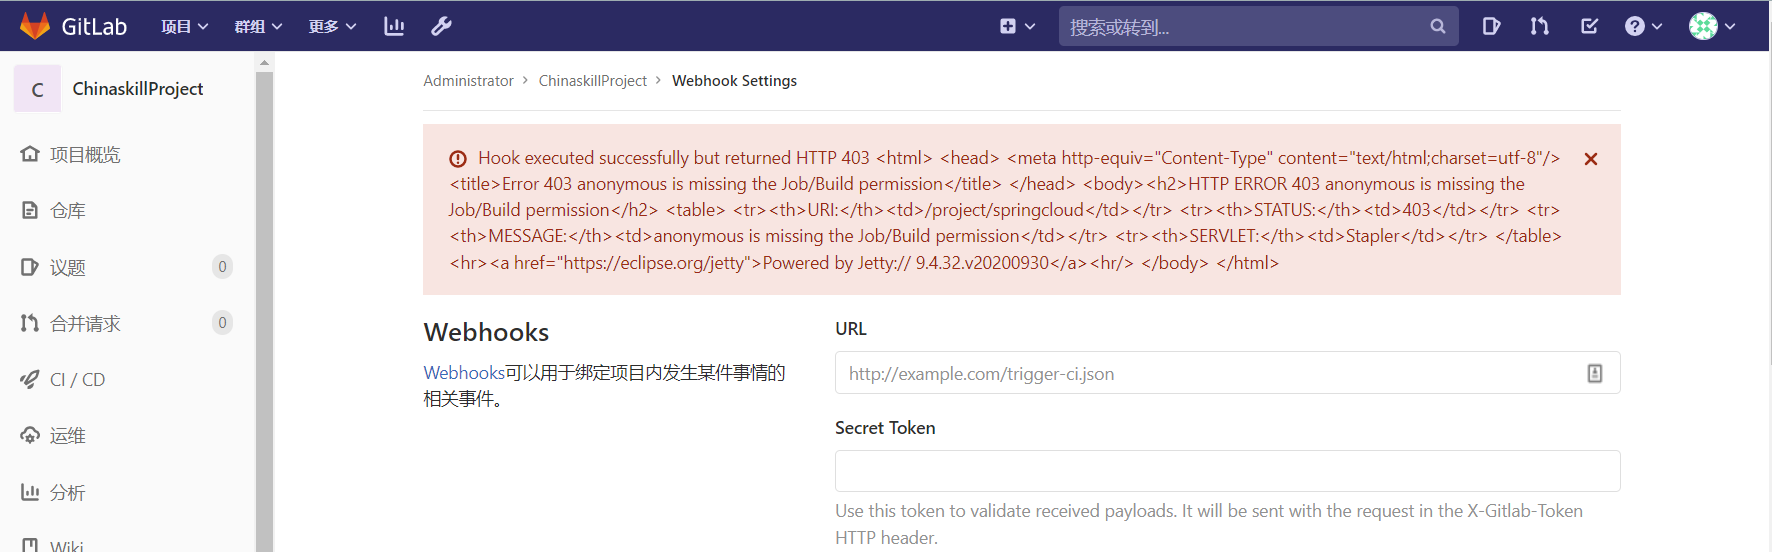 GitLab 项目 群组 更多 搜索或转到...
C ChinaskillProject
项目概览
仓库
议题 0
合并请求 0
CI / CD
运维
分析
Wiki
Administrator > ChinaskillProject > Webhook Settings
Hook executed successfully but returned HTTP 403 <html> <head> <meta http-equiv="Content-Type" content="text/html;charset=utf-8"/>
<title>Error 403 anonymous is missing the Job/Build permission</title> </head> <body><h2>HTTP ERROR 403 anonymous is missing the
Job/Build permission</h2> <table> <tr><th>URI:</th><td>/project/springcloud</td></tr> <tr><th>STATUS:</th><td>403</td></tr> <tr>
<th>MESSAGE:</th><td>anonymous is missing the Job/Build permission</td></tr> <tr><th>SERVLET:</th><td>Stapler</td></tr> </table>
<hr><a href="https://eclipse.org/jetty">Powered by Jetty:// 9.4.32.v20200930</a><hr/> </body> </html>
Webhooks
Webhooks可以用于绑定项目内发生某件事情的
相关事件。
URL
http://example.com/trigger-ci.json
Secret Token
Use this token to validate received payloads. It will be sent with the request in the X-Gitlab-Token
HTTP header.